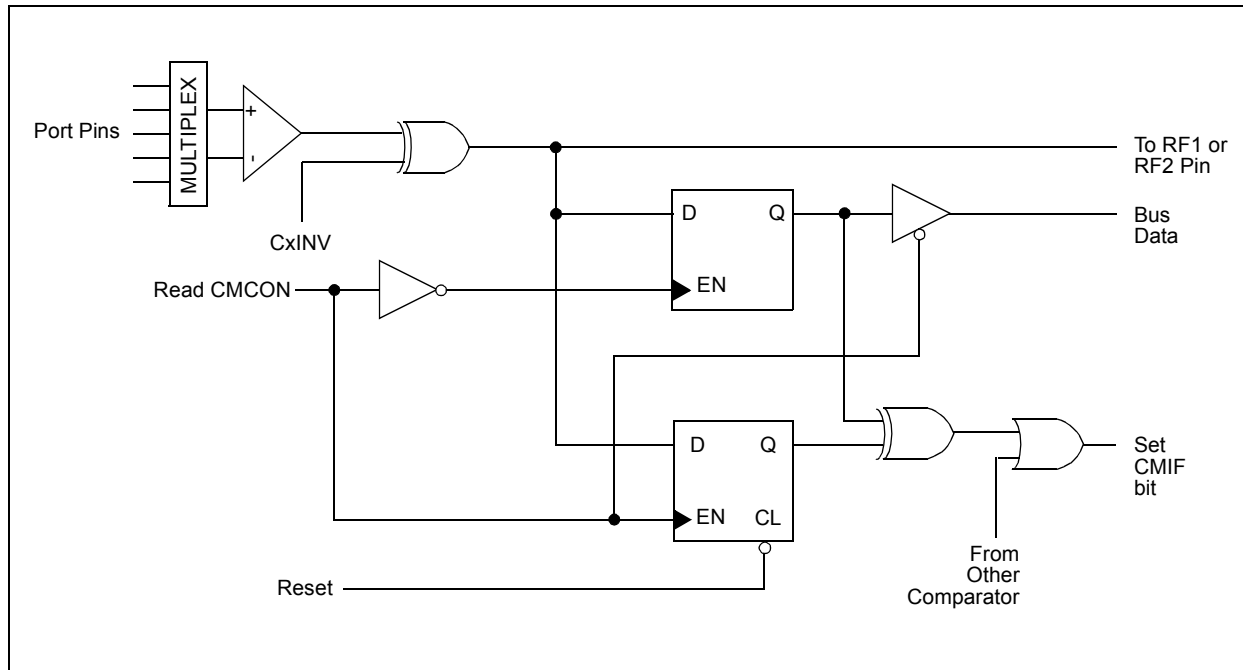 Port Pins
MULTIPLEX
+
-
CxINV
To RF1 or
RF2 Pin
D
Q
EN
Bus
Data
Read CMCON
D
Q
EN
CL
Set
CMIF
bit
From
Other
Comparator
Reset